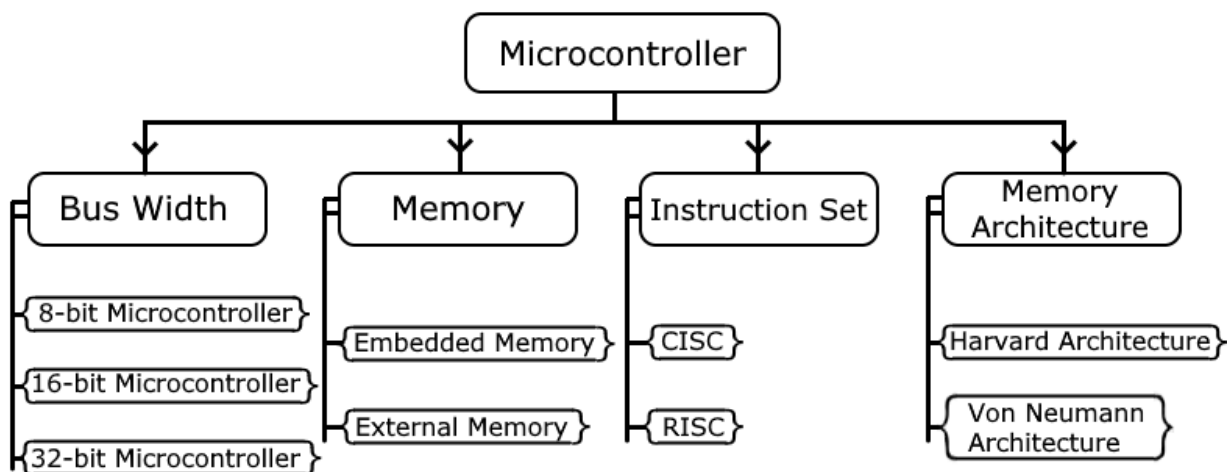 Microcontroller
Bus Width
8-bit Microcontroller
16-bit Microcontroller
32-bit Microcontroller
Memory
Embedded Memory
External Memory
Instruction Set
CISC
RISC
Memory
Architecture
Harvard Architecture
Von Neumann
Architecture